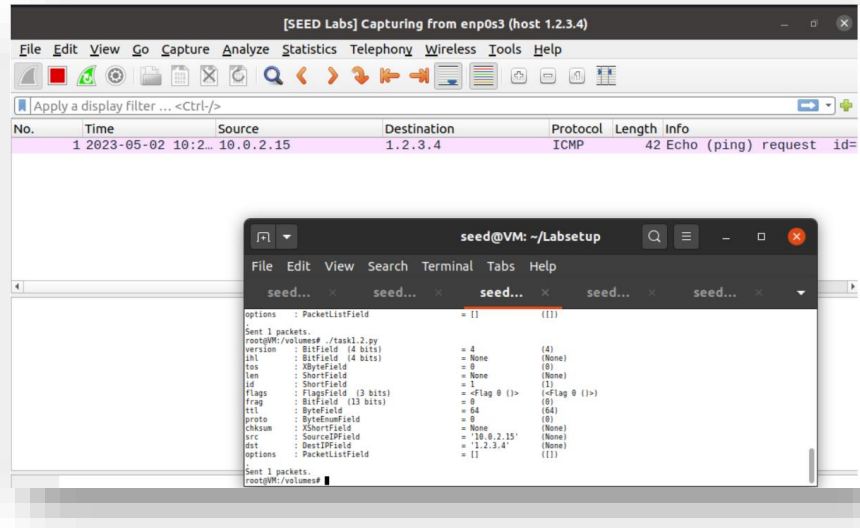 [SEED Labs] Capturing from enp0s3 (host 1.2.3.4)
File Edit View Go Capture Analyze Statistics Telephony Wireless Tools Help
Apply a display filter … <Ctrl-/>
No. Time Source Destination Protocol Length Info
1 2023-05-02 10:2… 10.0.2.15 1.2.3.4 ICMP 42 Echo (ping) request id=
seed@VM: ~/Labsetup
File Edit View Search Terminal Tabs Help
seed... × seed... × seed... × seed... × seed... ×
options : PacketListField = [] ([])
.
Sent 1 packets.
root@VM:/volumes# ./task1.2.py
version : BitField (4 bits) = 4 (4)
ihl : BitField (4 bits) = None (None)
tos : XByteField = 0 (0)
len : ShortField = None (None)
id : ShortField = 1 (1)
flags : FlagsField (3 bits) = <Flag 0 ()> (<Flag 0 ()>)
frag : BitField (13 bits) = 0 (0)
ttl : ByteField = 64 (64)
proto : ByteEnumField = 0 (0)
chksum : XShortField = None (None)
src : SourceIPField = '10.0.2.15' (None)
dst : DestIPField = '1.2.3.4' (None)
options : PacketListField = [] ([])
.
Sent 1 packets.
root@VM:/volumes#